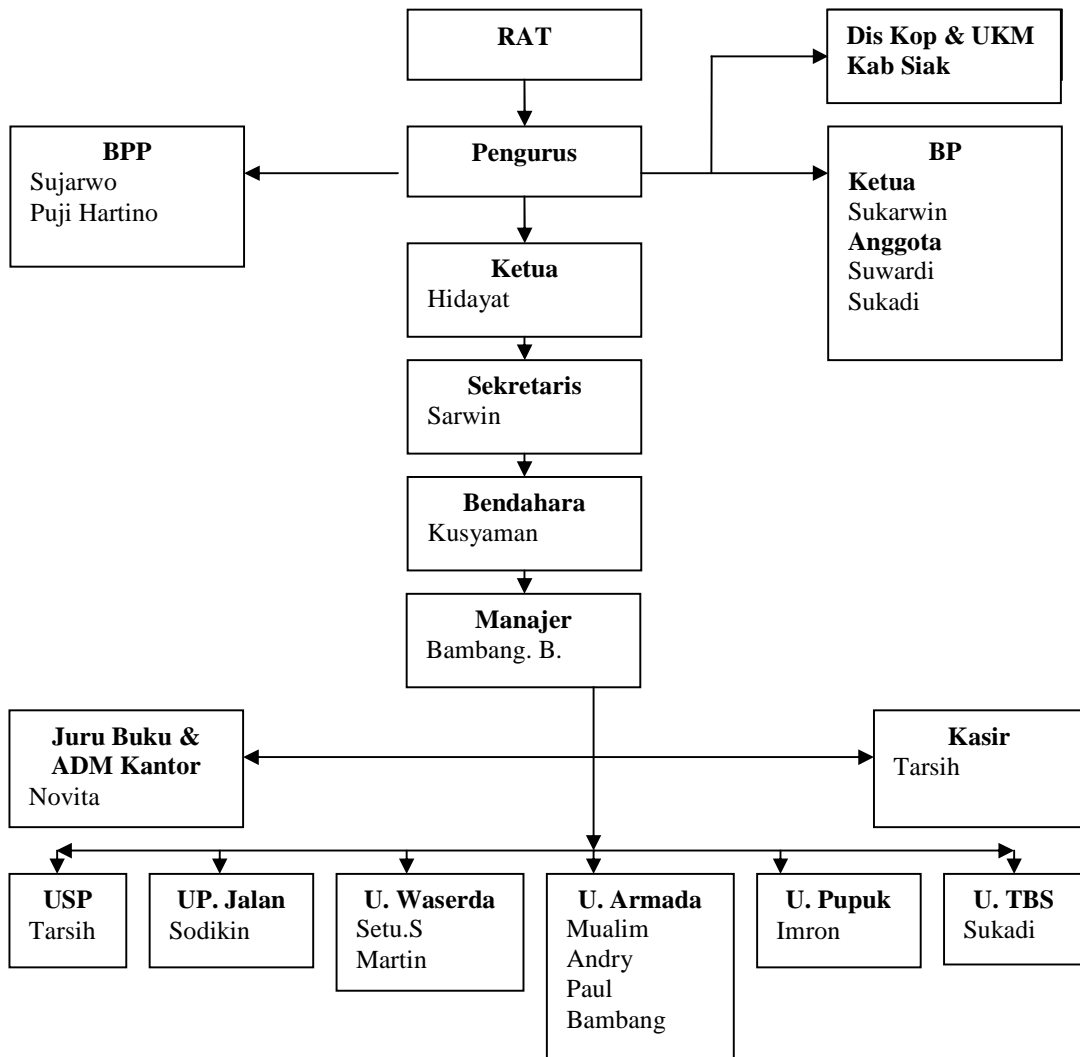 RAT
Dis Kop & UKM
Kab Siak
BPP
Sujarwo
Puji Hartino
Pengurus
BP
Ketua
Sukarwin
Anggota
Suwardi
Sukadi
Ketua
Hidayat
Sekretaris
Sarwin
Bendahara
Kusyaman
Manajer
Bambang. B.
Juru Buku &
ADM Kantor
Novita
Kasir
Tarsih
USP
Tarsih
UP. Jalan
Sodikin
U. Waserda
Setu.S
Martin
U. Armada
Mualim
Andry
Paul
Bambang
U. Pupuk
Imron
U. TBS
Sukadi